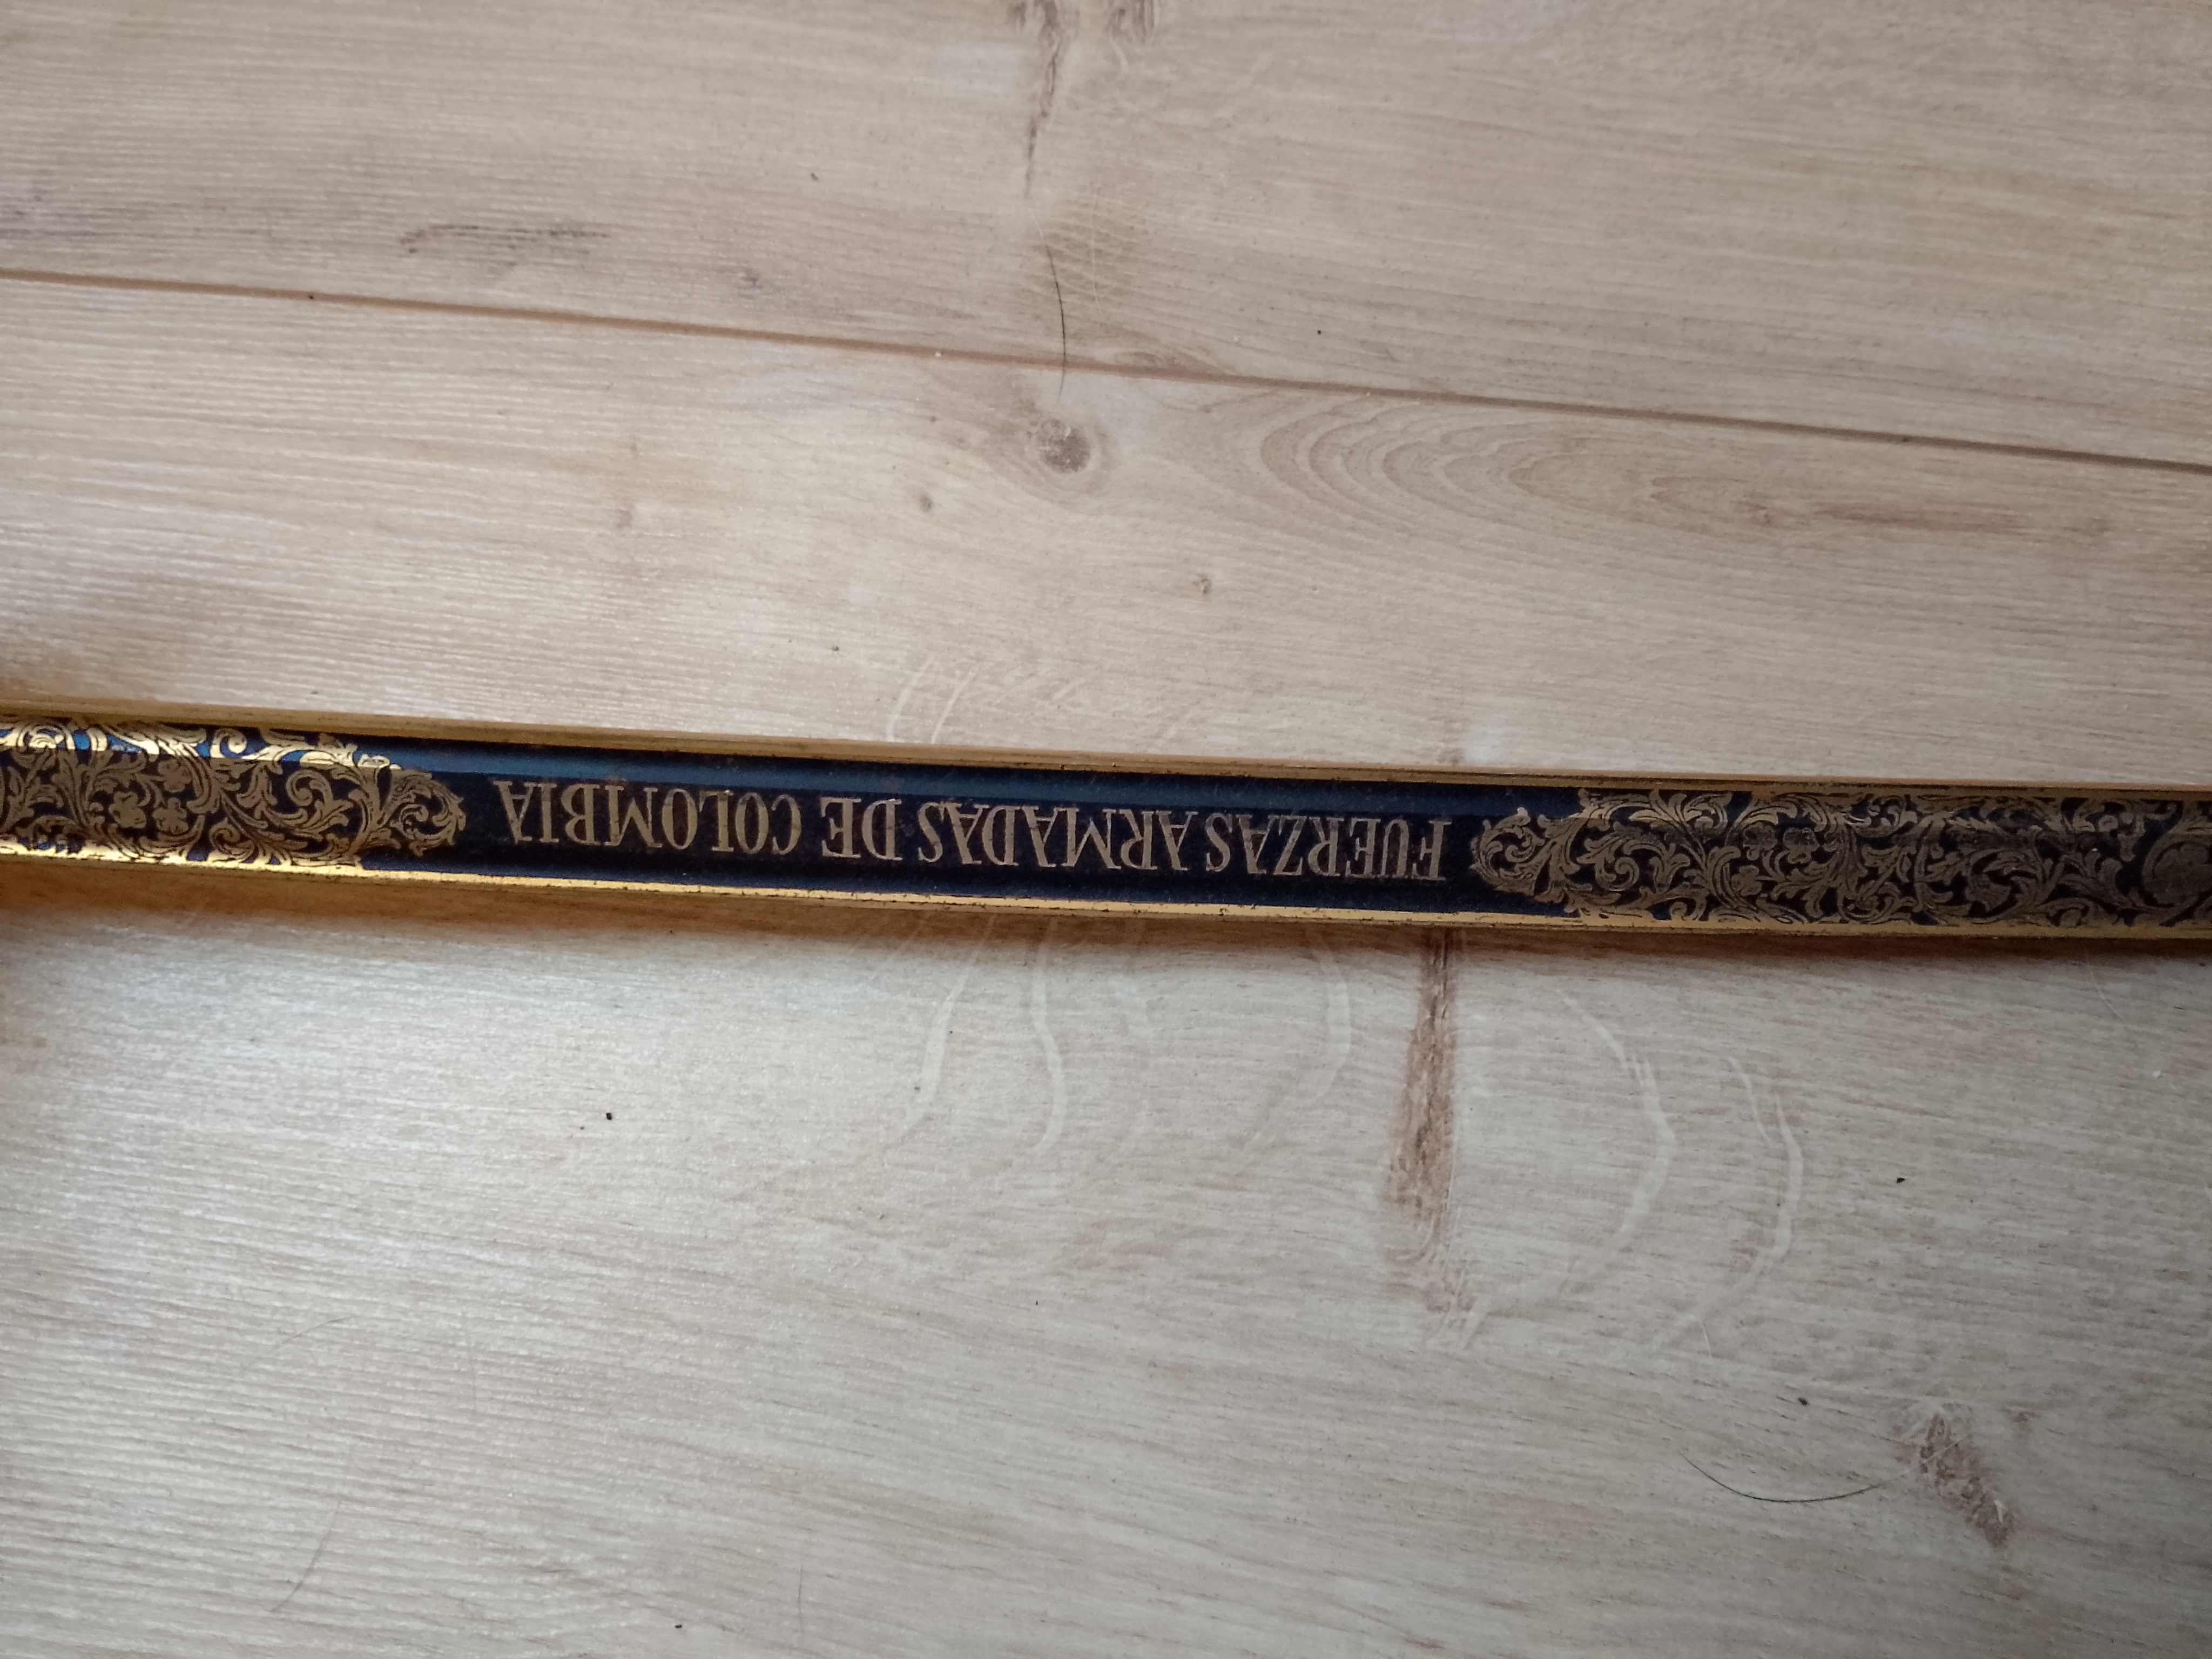 FUERZAS ARMADAS DE COLOMBIA